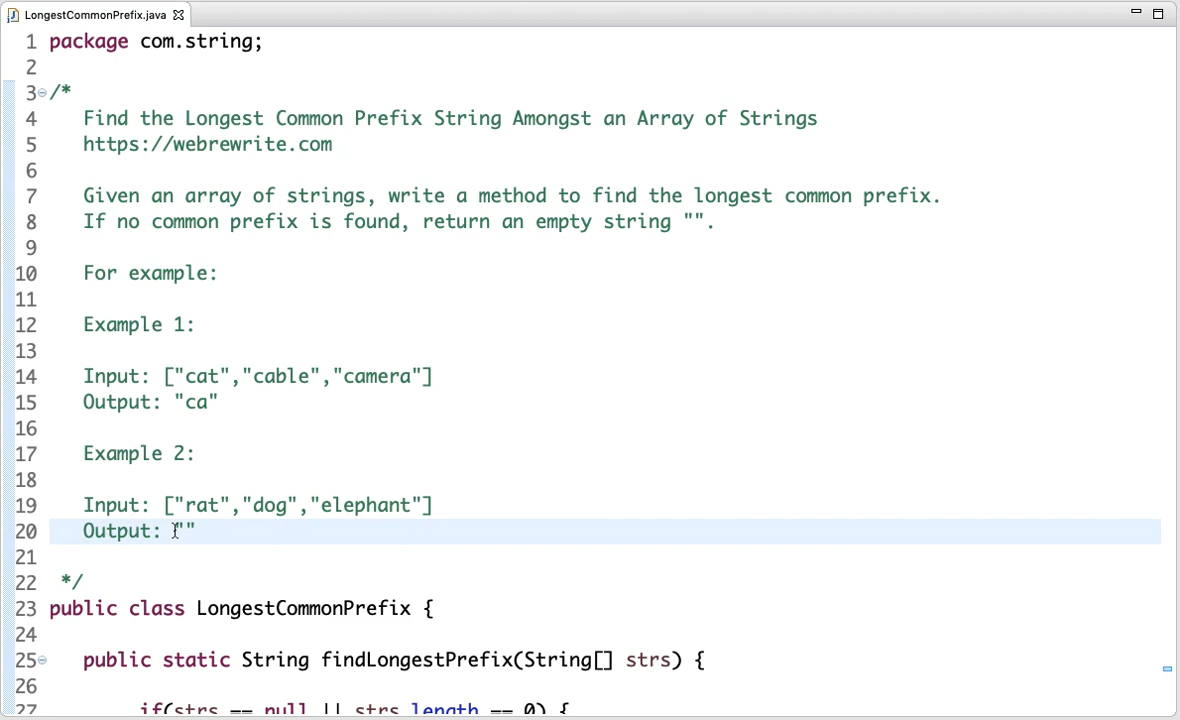 LongestCommonPrefix.java
1 package com.string;
2
3 /*
4 Find the Longest Common Prefix String Amongst an Array of Strings
5 https://webrewrite.com
6
7 Given an array of strings, write a method to find the longest common prefix.
8 If no common prefix is found, return an empty string "".
9
10 For example:
11
12 Example 1:
13
14 Input: ["cat","cable","camera"]
15 Output: "ca"
16
17 Example 2:
18
19 Input: ["rat","dog","elephant"]
20 Output: ""
21
22 */
23 public class LongestCommonPrefix {
24
25 public static String findLongestPrefix(String[] strs) {
26
27 if(strs == null || strs.length == 0) {